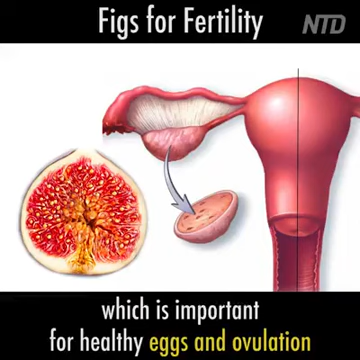 Figs for Fertility
NTD
which is important
for healthy eggs and ovulation